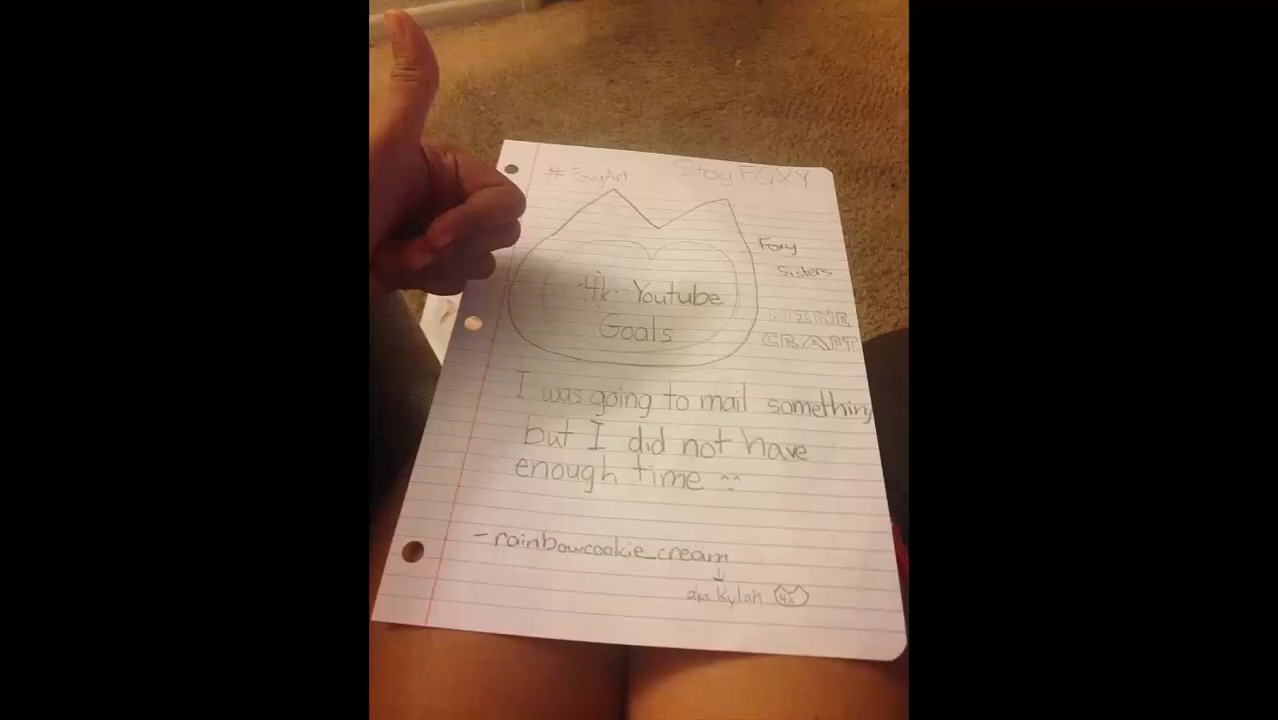 #FoxyArt
Stay FOXY
Foxy
Sisters
4k Youtube
Goals
CRAFT
I was going to mail something
but I did not have
enough time ^^
- rainbowcookie_cream
↓
aka Kylah 4k